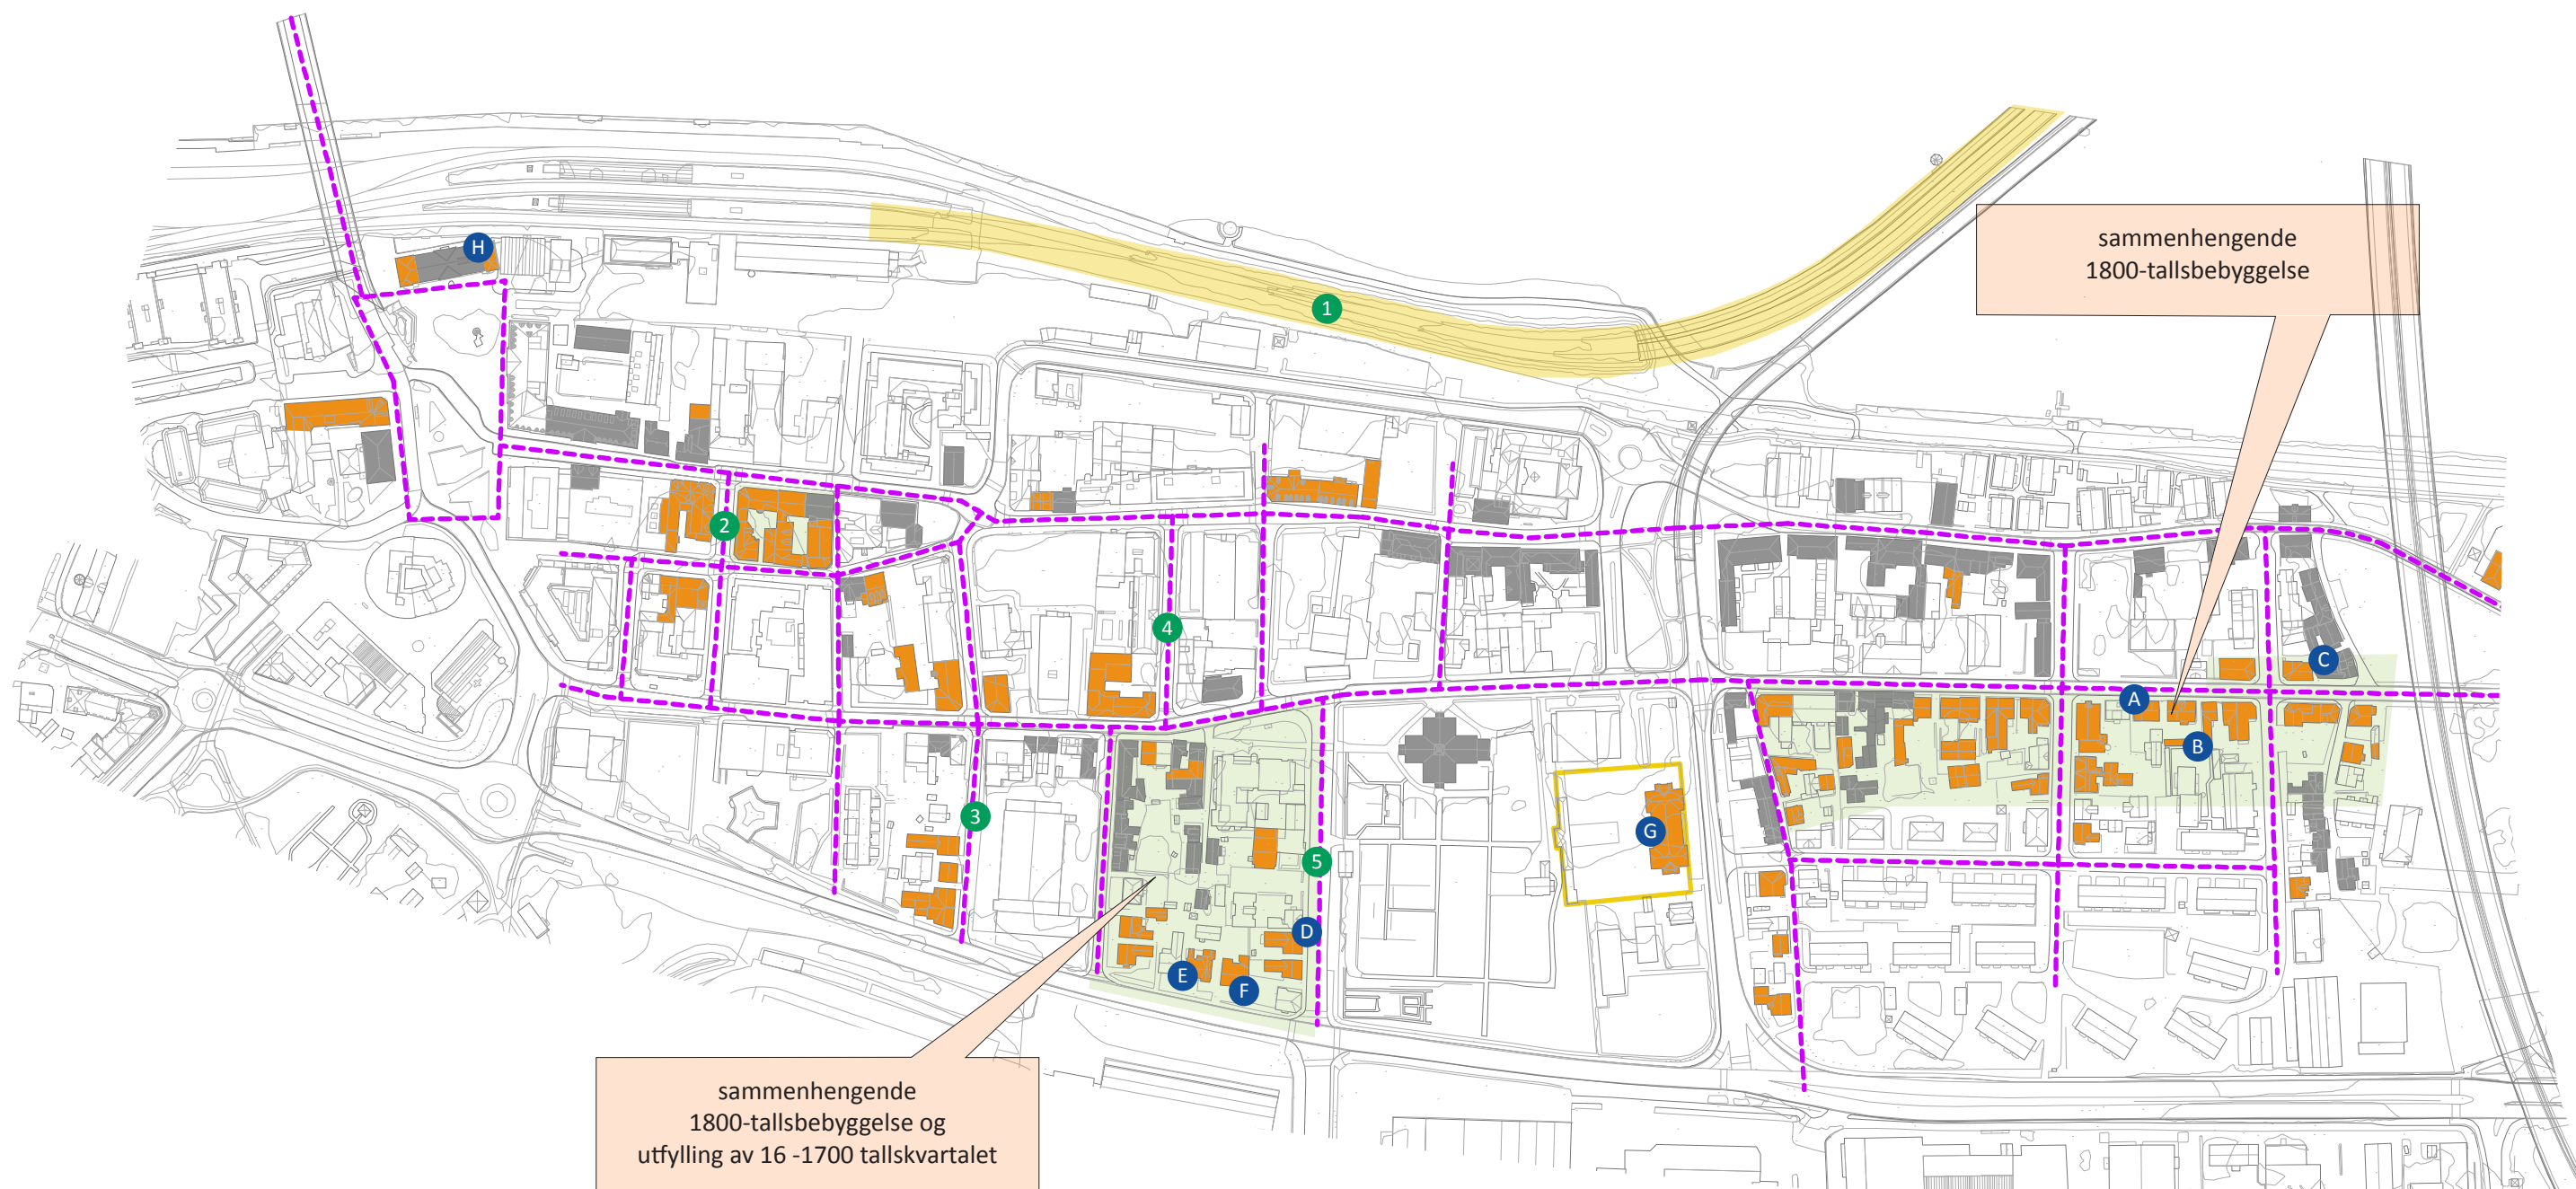 H
sammenhengende
1800-tallsbebyggelse
1
2
4
C
A
B
3
G
5
D
E
F
sammenhengende
1800-tallsbebyggelse og
utfylling av 16 -1700 tallskvartalet